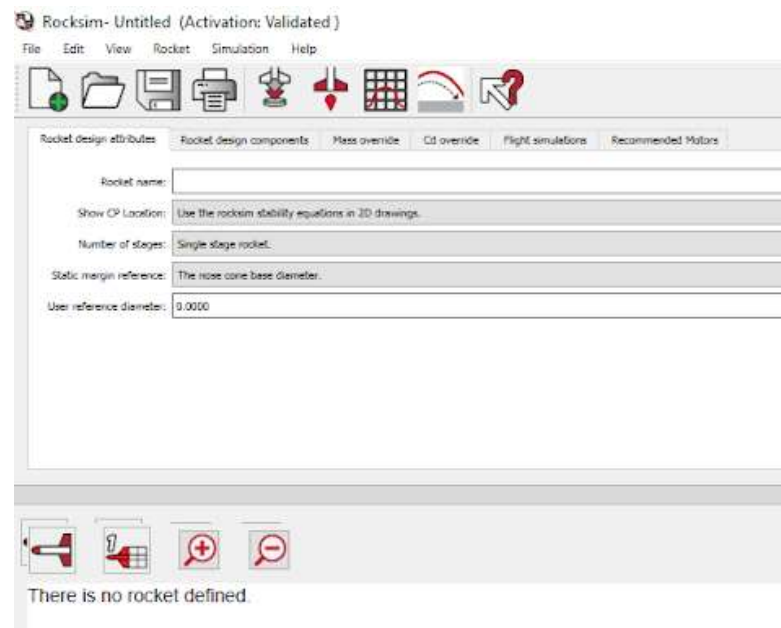 Rocksim- Untitled (Activation: Validated )
File Edit View Rocket Simulation Help
Rocket design attributes Rocket design components Mass override Cd override Flight simulations Recommended Motors
Rocket name:
Show CP Location: Use the rocksim stability equations in 2D drawings.
Number of stages: Single stage rocket.
Static margin reference: The nose cone base diameter.
User reference diameter: 0.0000
1
There is no rocket defined.